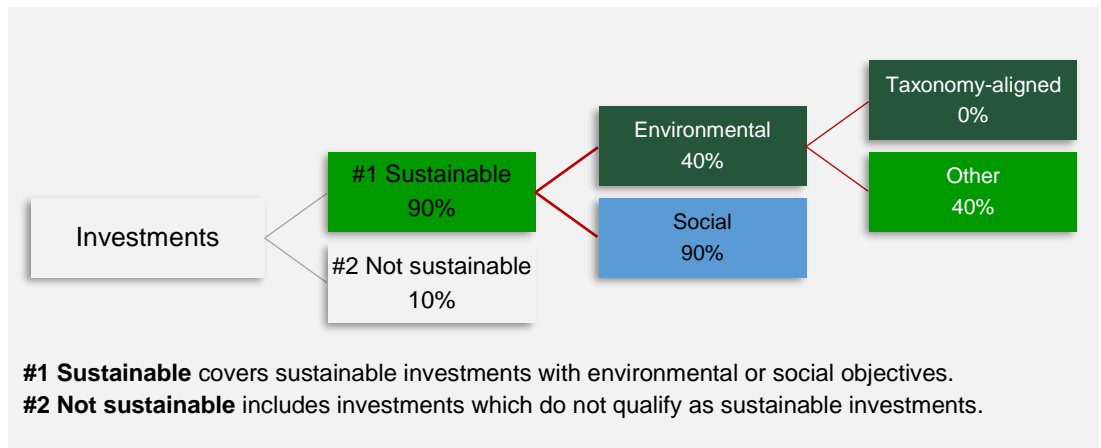 Investments
#1 Sustainable
90%
#2 Not sustainable
10%
Environmental
40%
Social
90%
Taxonomy-aligned
0%
Other
40%
#1 Sustainable covers sustainable investments with environmental or social objectives.
#2 Not sustainable includes investments which do not qualify as sustainable investments.